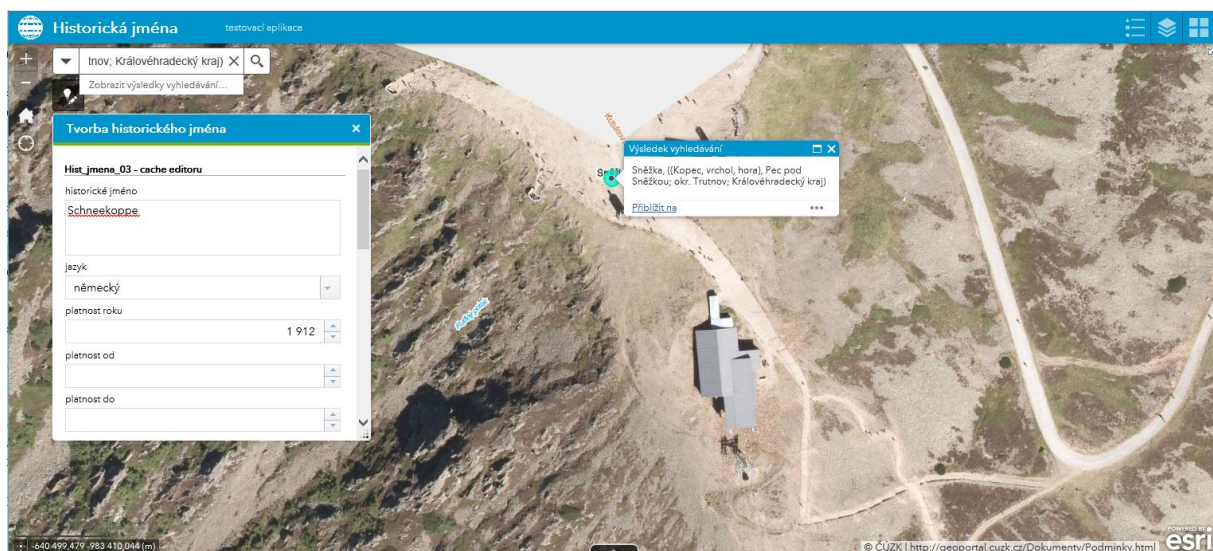 Historická jména
testovací aplikace
tnov; Královéhradecký kraj)
Zobrazit výsledky vyhledávání...
Tvorba historického jména
Hist_jmena_03 - cache editoru
historické jméno
Schneekoppe
jazyk
německý
platnost roku
1 912
platnost od
platnost do
Výsledek vyhledávání
Sněžka, ((Kopec, vrchol, hora), Pec pod
Sněžkou; okr. Trutnov; Královéhradecký kraj)
Přiblížit na
-640 499,479 -983 410,044 (m)
© ČÚZK | http://geoportal.cuzk.cz/Dokumenty/Podminky.html
POWERED BY
esri